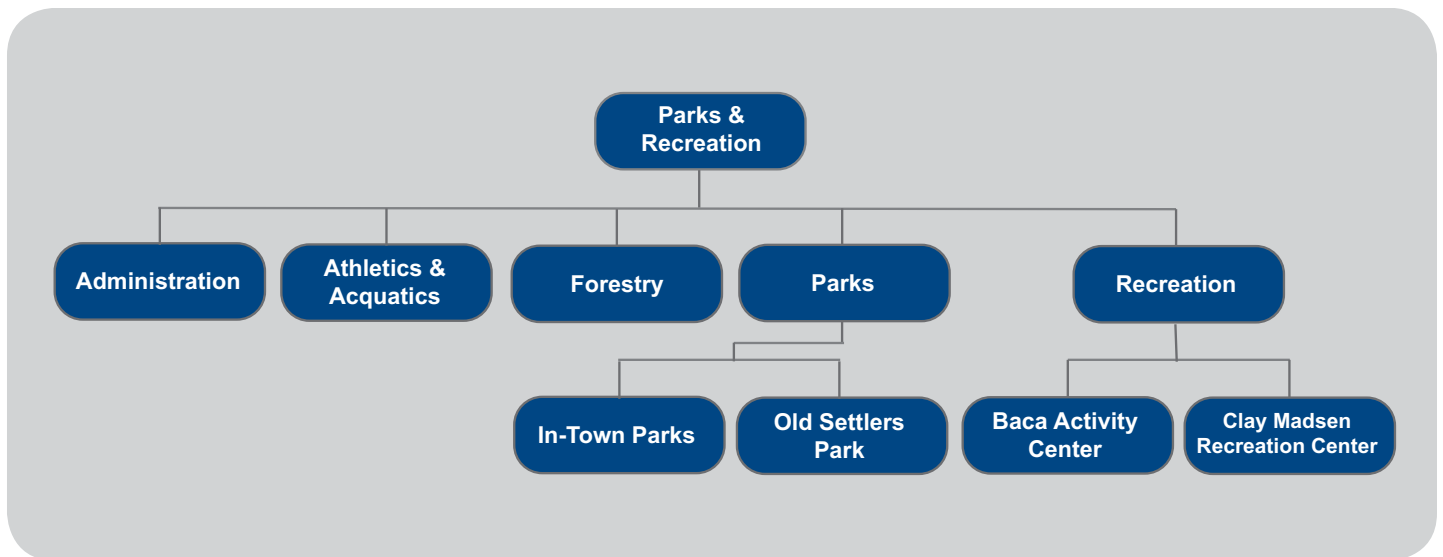 Parks &
Recreation
Administration
Athletics &
Acquatics
Forestry
Parks
Recreation
In-Town Parks
Old Settlers
Park
Baca Activity
Center
Clay Madsen
Recreation Center